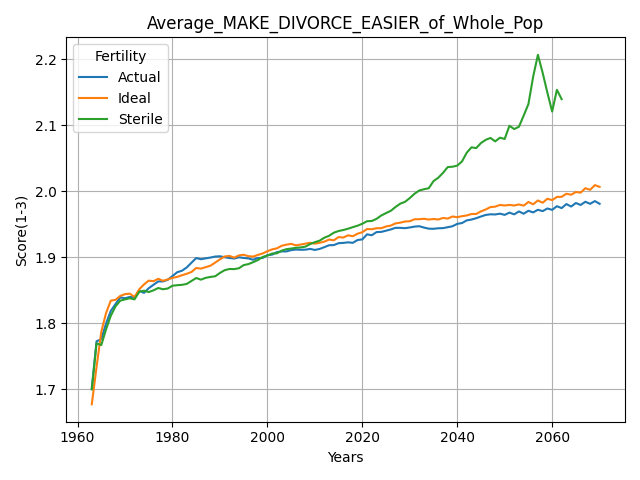 Average_MAKE_DIVORCE_EASIER_of_Whole_Pop
Fertility
Actual
Ideal
Sterile
2.2
2.1
2.0
1.9
1.8
1.7
Score(1-3)
1960 1980 2000 2020 2040 2060
Years